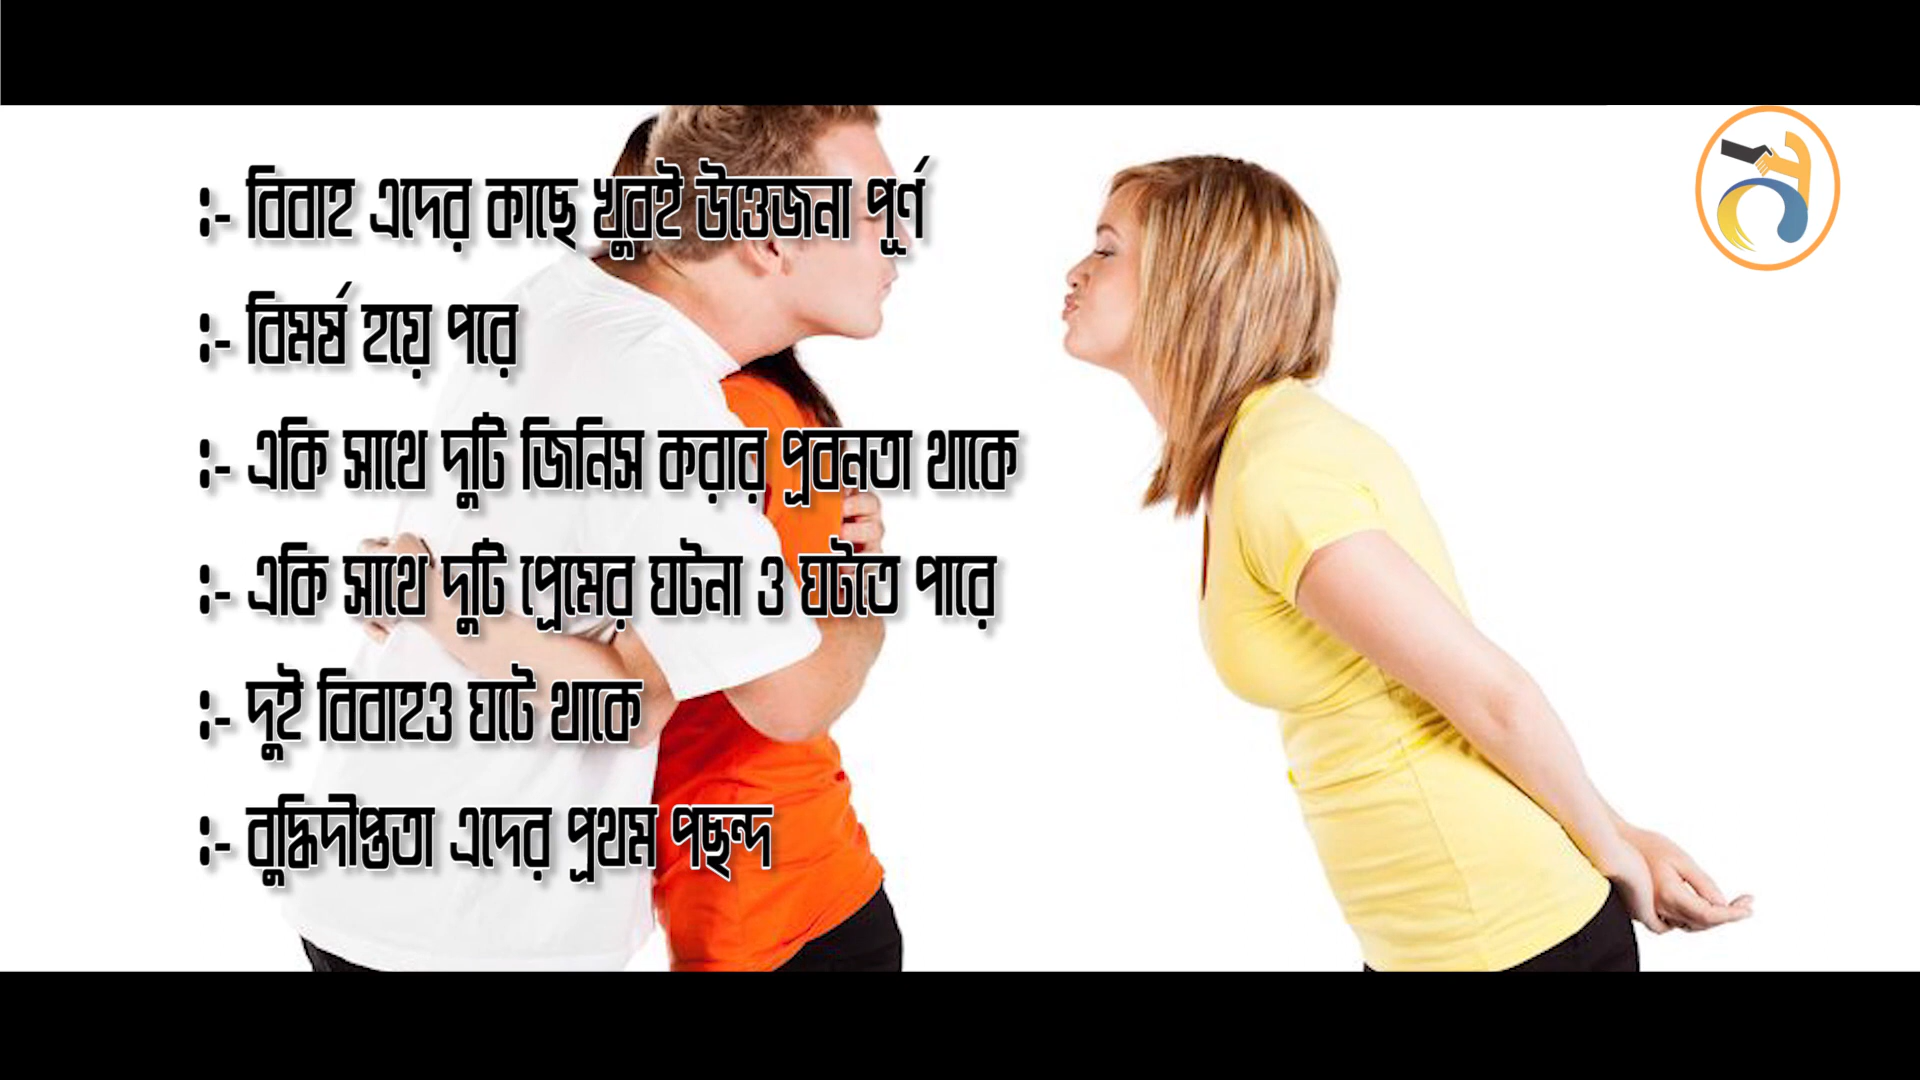 :- বিবাহ এদের কাছে খুবই উত্তেজনা পূর্ণ
:- বিমর্ষ হয়ে পরে
:- একি সাথে দুটি জিনিস করার প্রবনতা থাকে
:- একি সাথে দুটি প্রেমের ঘটনা ও ঘটতে পারে
:- দুই বিবাহও ঘটে থাকে
:- বুদ্ধিদীপ্ততা এদের প্রথম পছন্দ